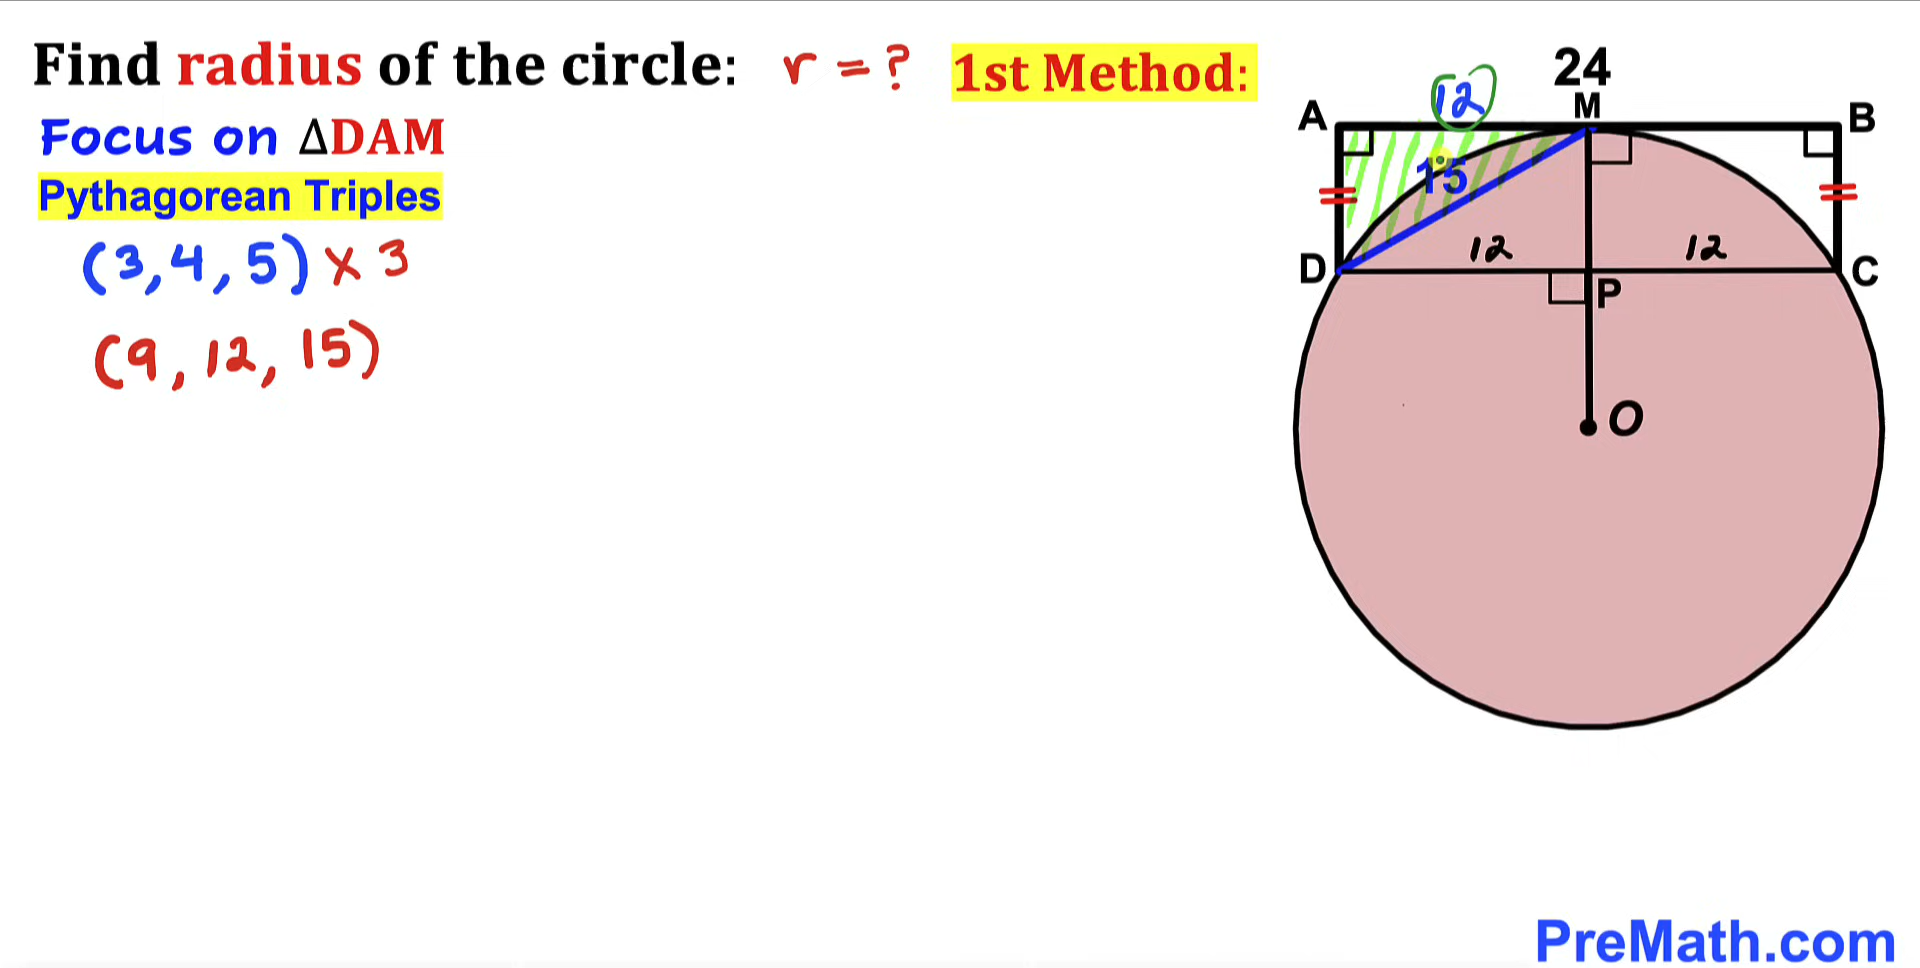 Find radius of the circle: r = ? 1st Method:
Focus on ΔDAM
Pythagorean Triples
(3,4,5) x 3
(9, 12, 15)
24
12
A M B
15
12 12
D C
P
O
PreMath.com